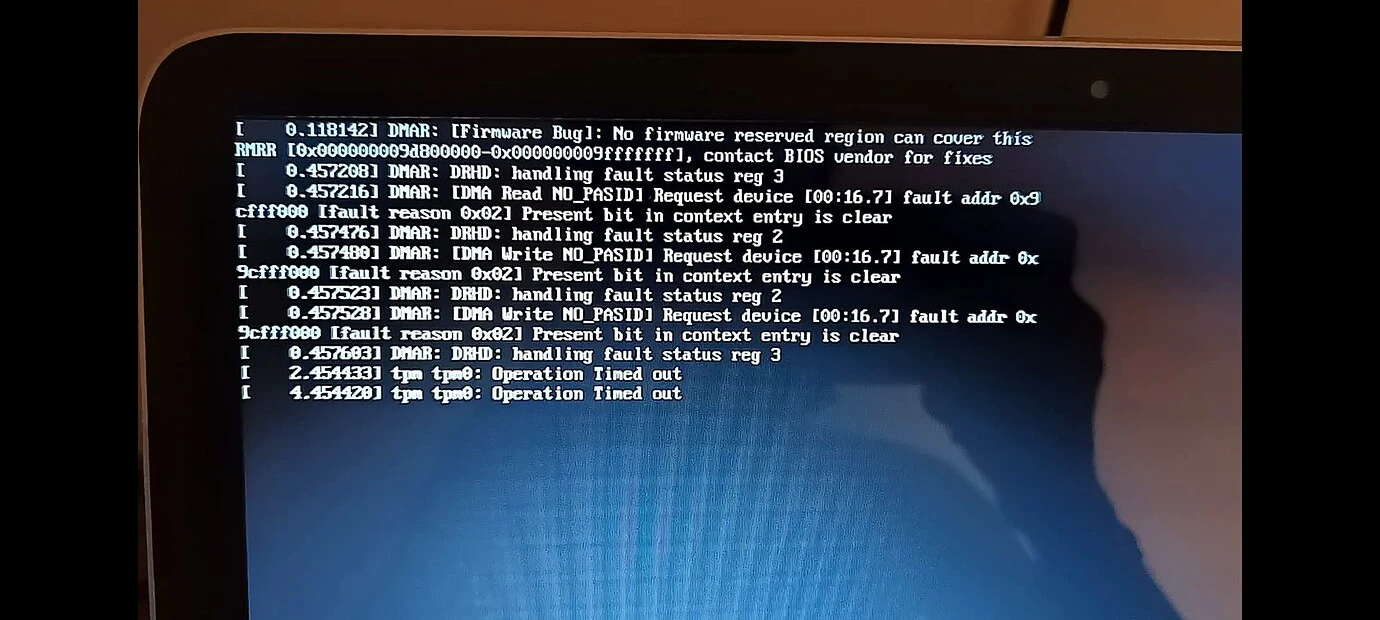 [    0.118142] DMAR: [Firmware Bug]: No firmware reserved region can cover this
RMRR [0x000000009d800000-0x000000009fffffff], contact BIOS vendor for fixes
[    0.457208] DMAR: DRHD: handling fault status reg 3
[    0.457216] DMAR: [DMA Read NO_PASID] Request device [00:16.7] fault addr 0x9
cfff000 [fault reason 0x02] Present bit in context entry is clear
[    0.457476] DMAR: DRHD: handling fault status reg 2
[    0.457480] DMAR: [DMA Write NO_PASID] Request device [00:16.7] fault addr 0x
9cfff000 [fault reason 0x02] Present bit in context entry is clear
[    0.457523] DMAR: DRHD: handling fault status reg 2
[    0.457528] DMAR: [DMA Write NO_PASID] Request device [00:16.7] fault addr 0x
9cfff000 [fault reason 0x02] Present bit in context entry is clear
[    0.457603] DMAR: DRHD: handling fault status reg 3
[    2.454433] tpm tpm0: Operation Timed out
[    4.454420] tpm tpm0: Operation Timed out